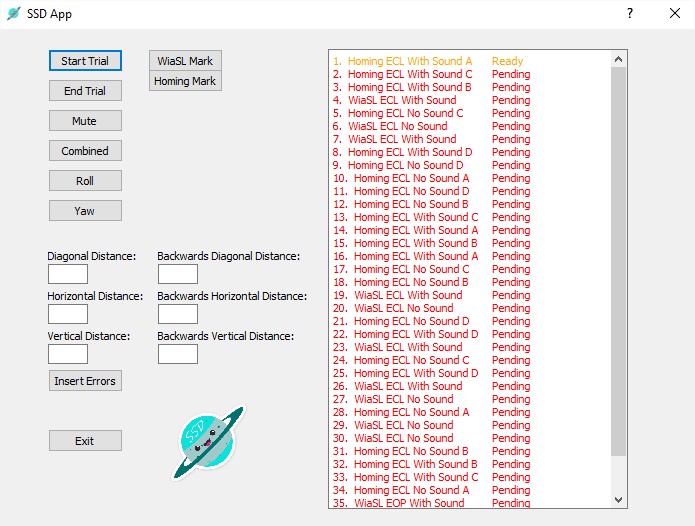 SSD App
?
Start Trial
WiaSL Mark
Homing Mark
End Trial
Mute
Combined
Roll
Yaw
Diagonal Distance:
Backwards Diagonal Distance:
Horizontal Distance:
Backwards Horizontal Distance:
Vertical Distance:
Backwards Vertical Distance:
Insert Errors
Exit
SSD
1. Homing ECL With Sound A Ready
2. Homing ECL With Sound C Pending
3. Homing ECL With Sound B Pending
4. WiaSL ECL With Sound Pending
5. Homing ECL No Sound C Pending
6. WiaSL ECL No Sound Pending
7. WiaSL ECL With Sound Pending
8. Homing ECL With Sound D Pending
9. Homing ECL No Sound D Pending
10. Homing ECL No Sound A Pending
11. Homing ECL No Sound D Pending
12. Homing ECL No Sound B Pending
13. Homing ECL With Sound C Pending
14. Homing ECL With Sound A Pending
15. Homing ECL With Sound B Pending
16. Homing ECL With Sound A Pending
17. Homing ECL No Sound C Pending
18. Homing ECL No Sound B Pending
19. WiaSL ECL With Sound Pending
20. WiaSL ECL No Sound Pending
21. Homing ECL No Sound D Pending
22. Homing ECL With Sound D Pending
23. WiaSL ECL With Sound Pending
24. Homing ECL No Sound C Pending
25. Homing ECL With Sound D Pending
26. WiaSL ECL With Sound Pending
27. WiaSL ECL No Sound Pending
28. Homing ECL No Sound A Pending
29. WiaSL ECL No Sound Pending
30. WiaSL ECL No Sound Pending
31. Homing ECL No Sound B Pending
32. Homing ECL With Sound B Pending
33. Homing ECL With Sound C Pending
34. Homing ECL No Sound A Pending
35. WiaSL EOP With Sound Pending